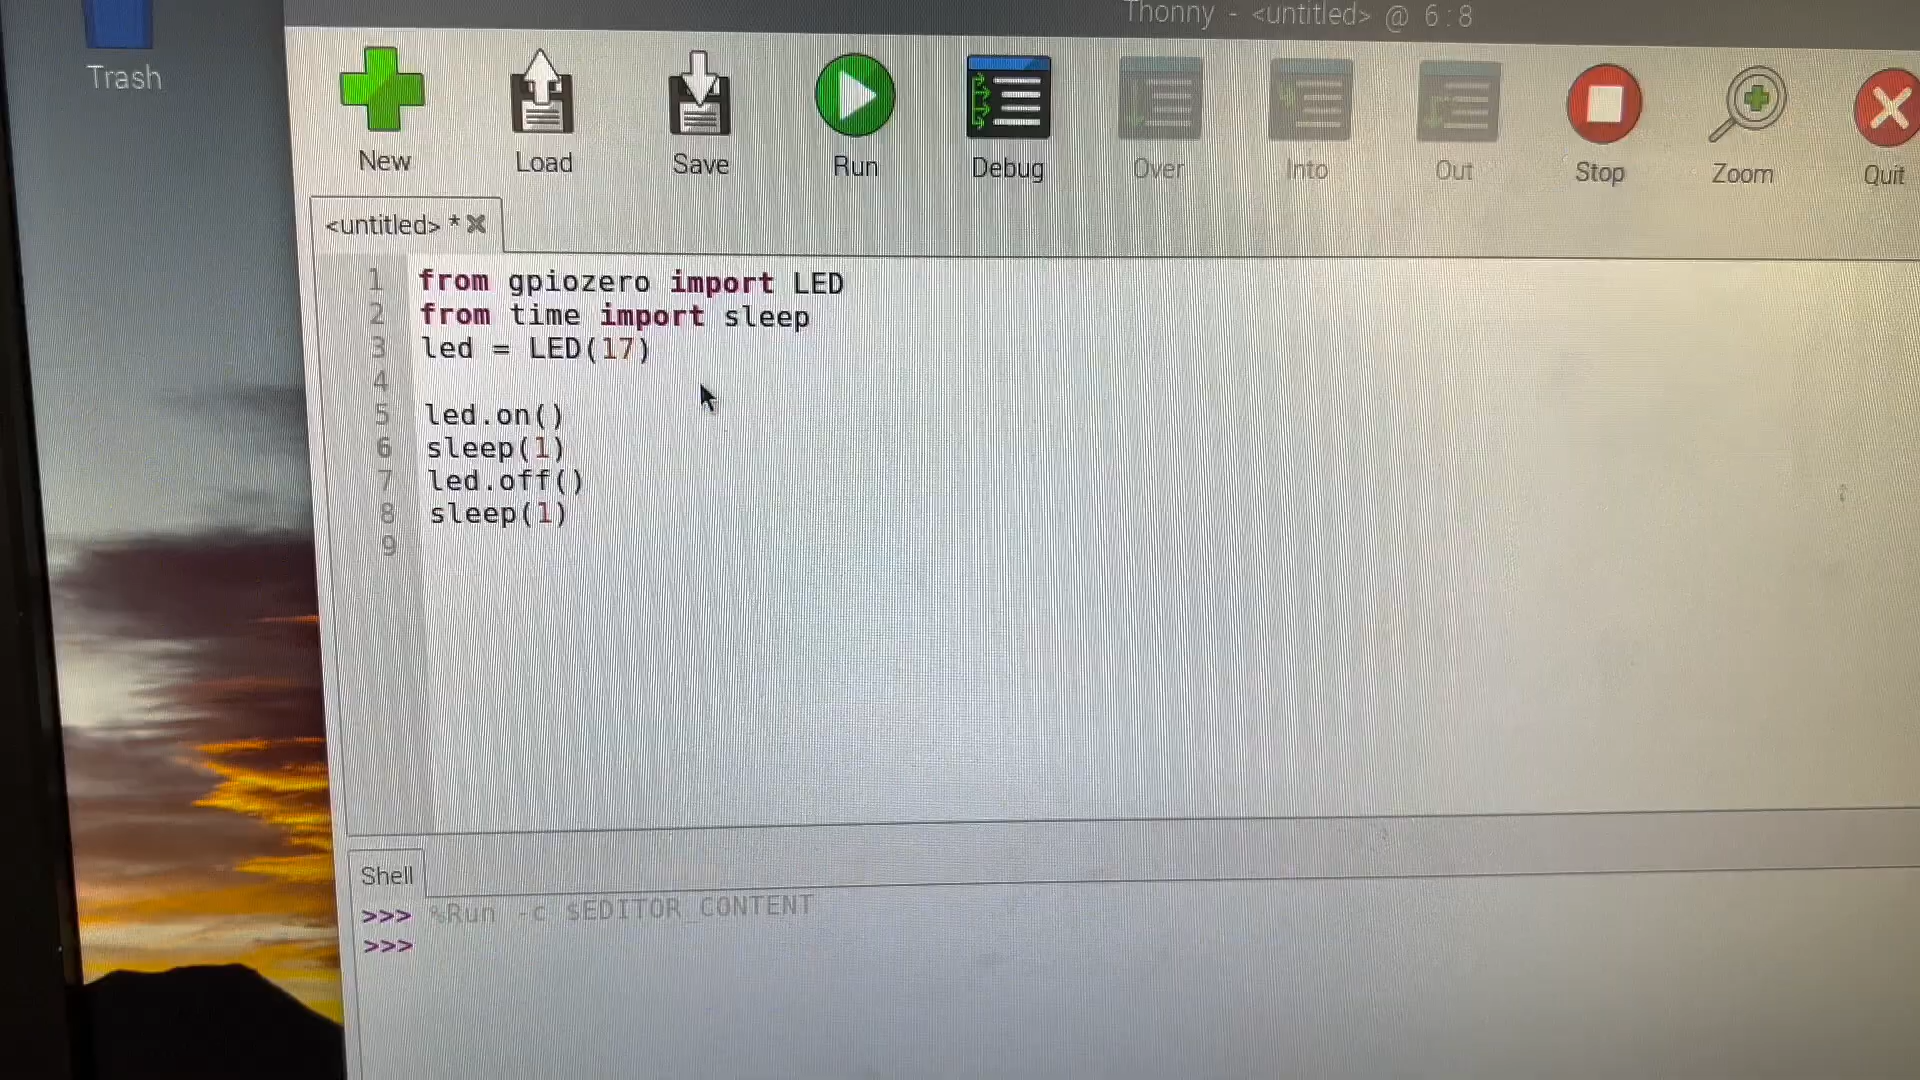 Trash
Thonny - <untitled> @ 6:8
New
Load
Save
Run
Debug
Over
Into
Out
Stop
Zoom
Quit
<untitled> *
1 from gpiozero import LED
2 from time import sleep
3 led = LED(17)
4
5 led.on()
6 sleep(1)
7 led.off()
8 sleep(1)
9
Shell
>>> %Run -c $EDITOR_CONTENT
>>>